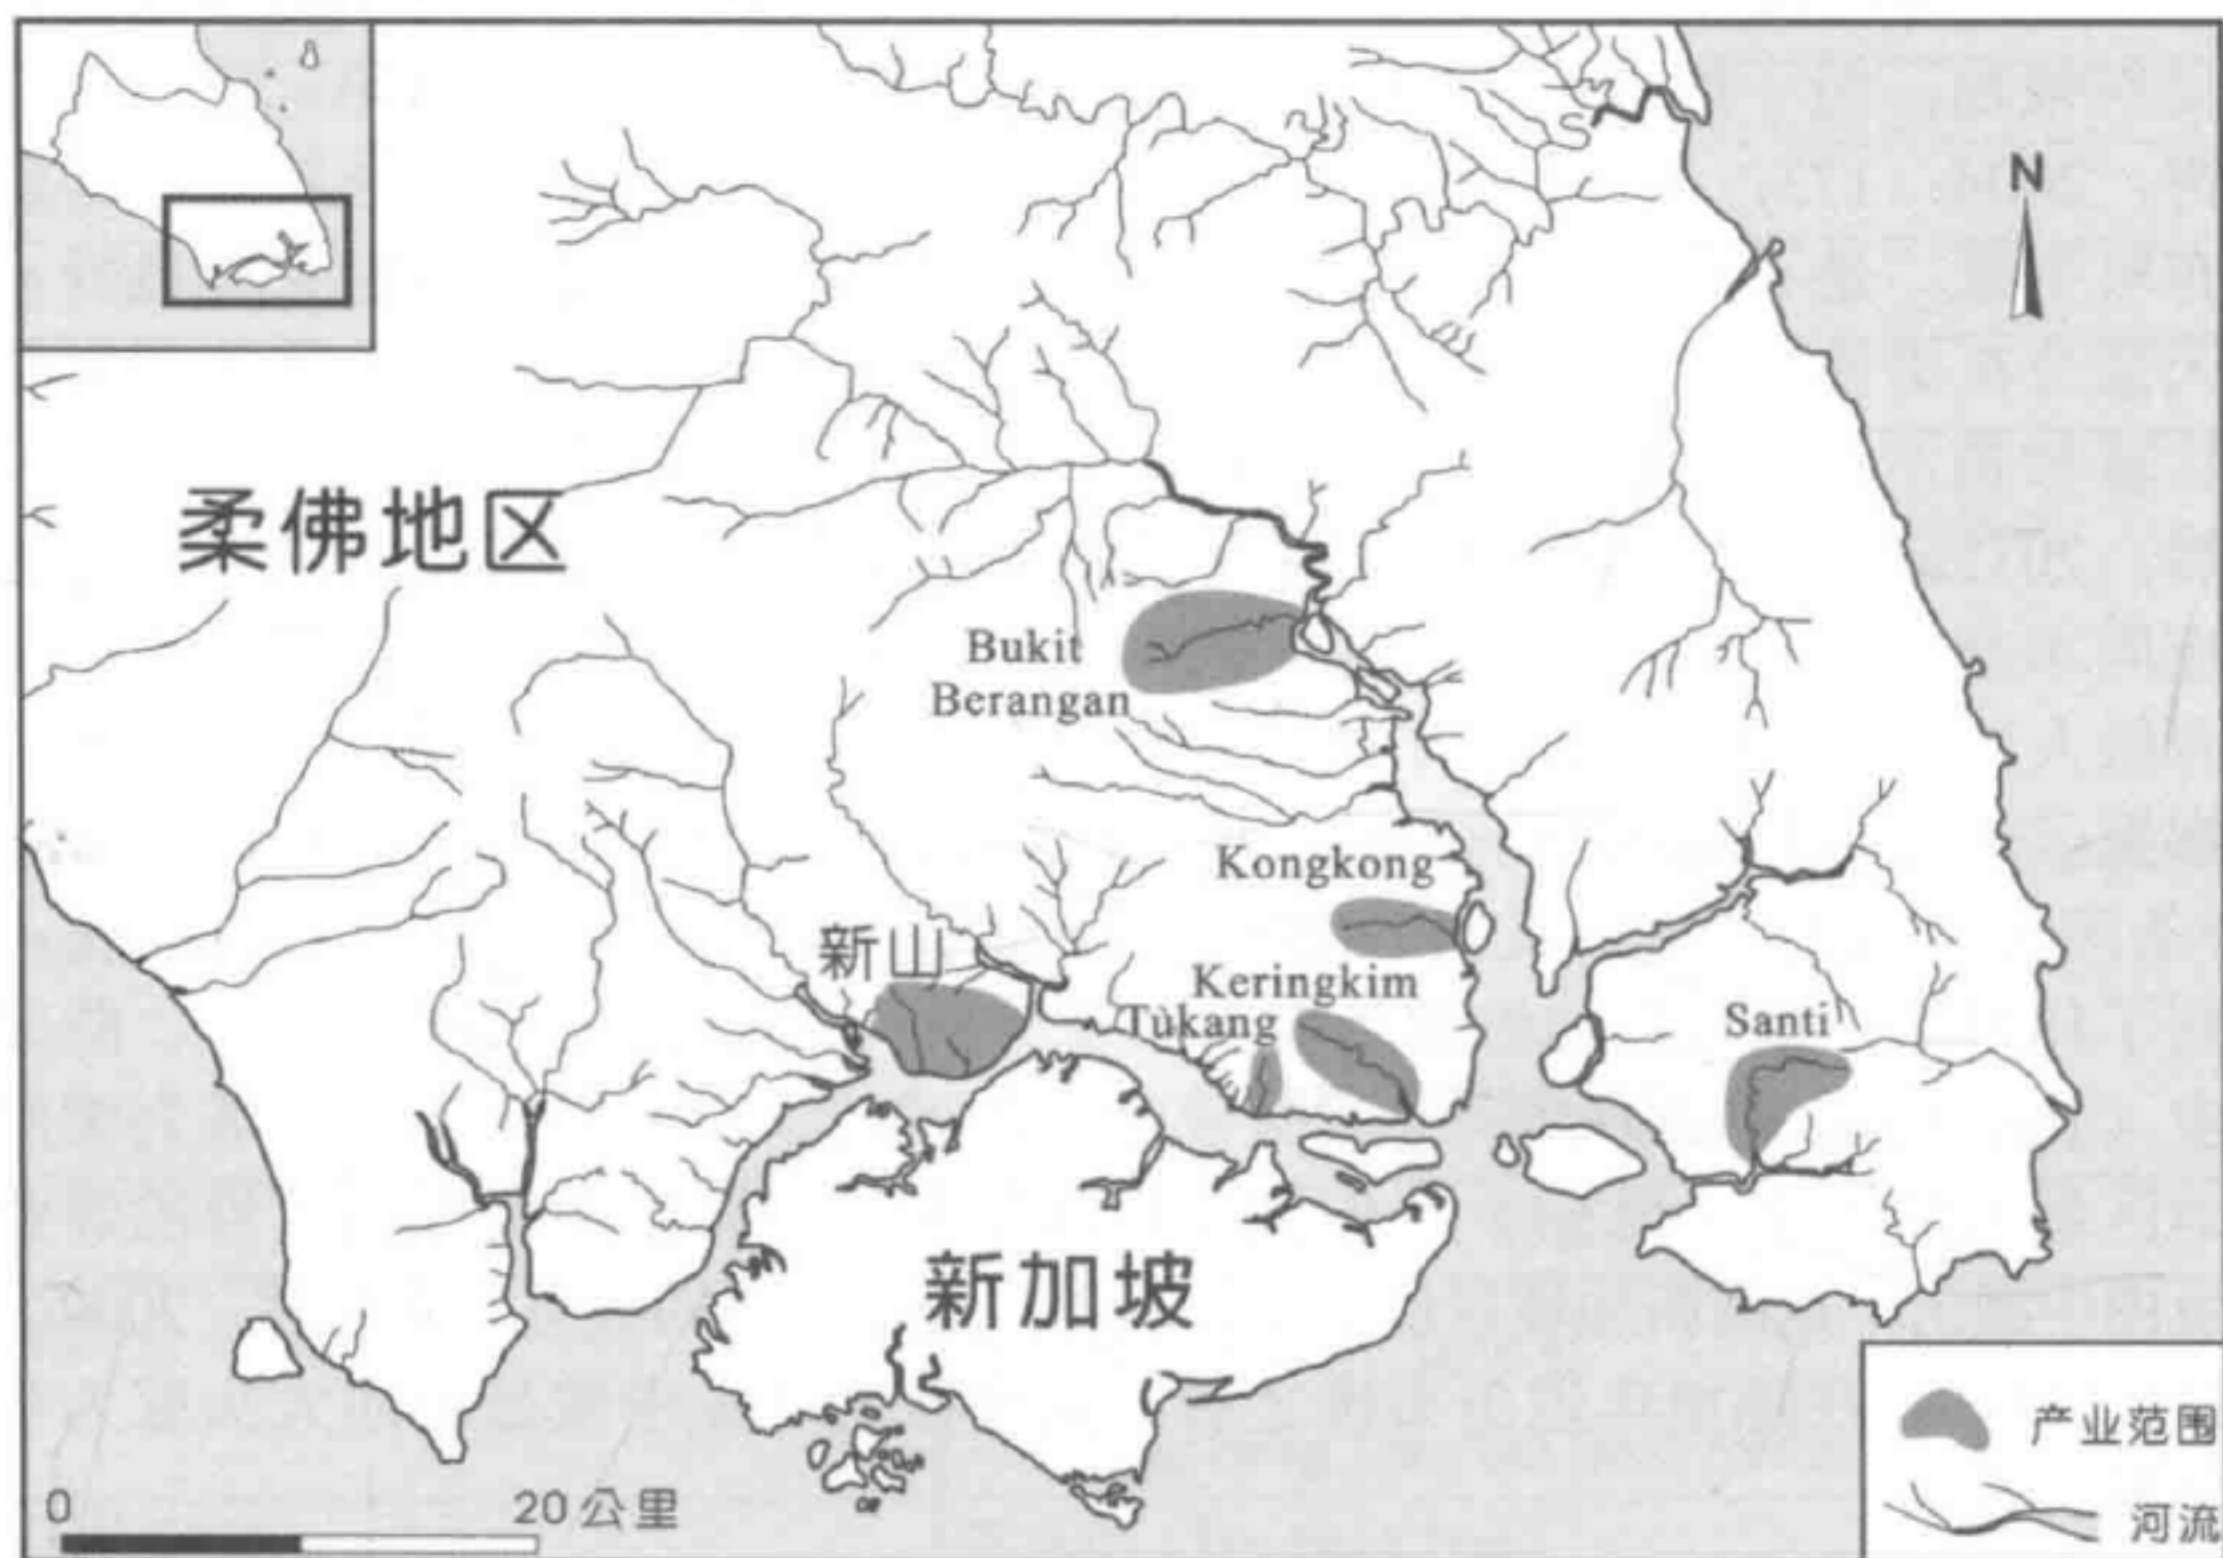 N
柔佛地区
Bukit
Berangan
Kongkong
新山
Keringkim
Tukang
Santi
新加坡
产业范围
0
20公里
河流